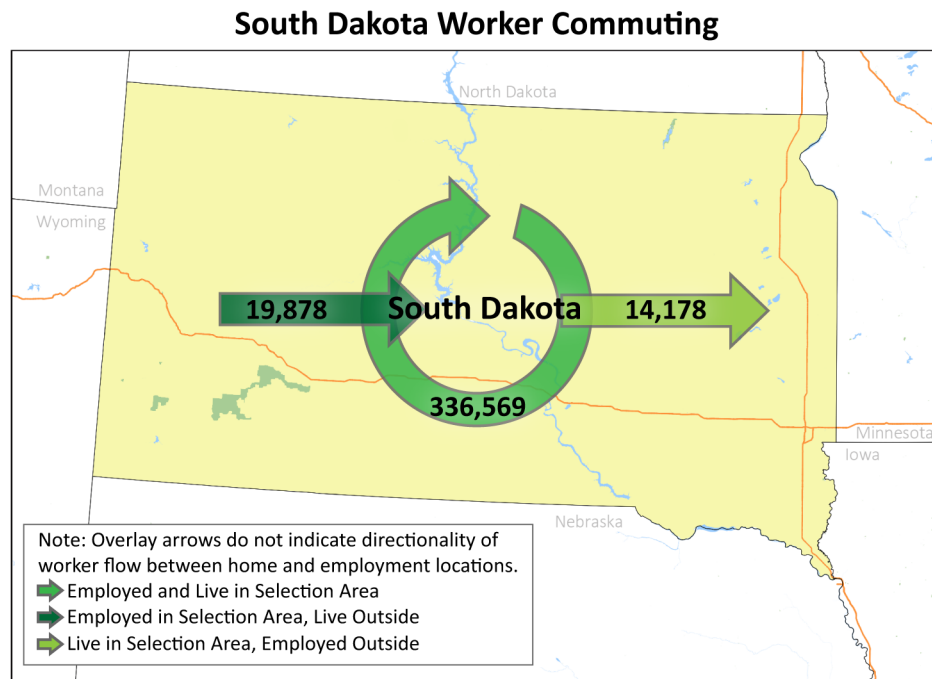 South Dakota Worker Commuting
North Dakota
Montana
Wyoming
19,878
South Dakota
14,178
336,569
Minnesota
Iowa
Nebraska
Note: Overlay arrows do not indicate directionality of
worker flow between home and employment locations.
Employed and Live in Selection Area
Employed in Selection Area, Live Outside
Live in Selection Area, Employed Outside